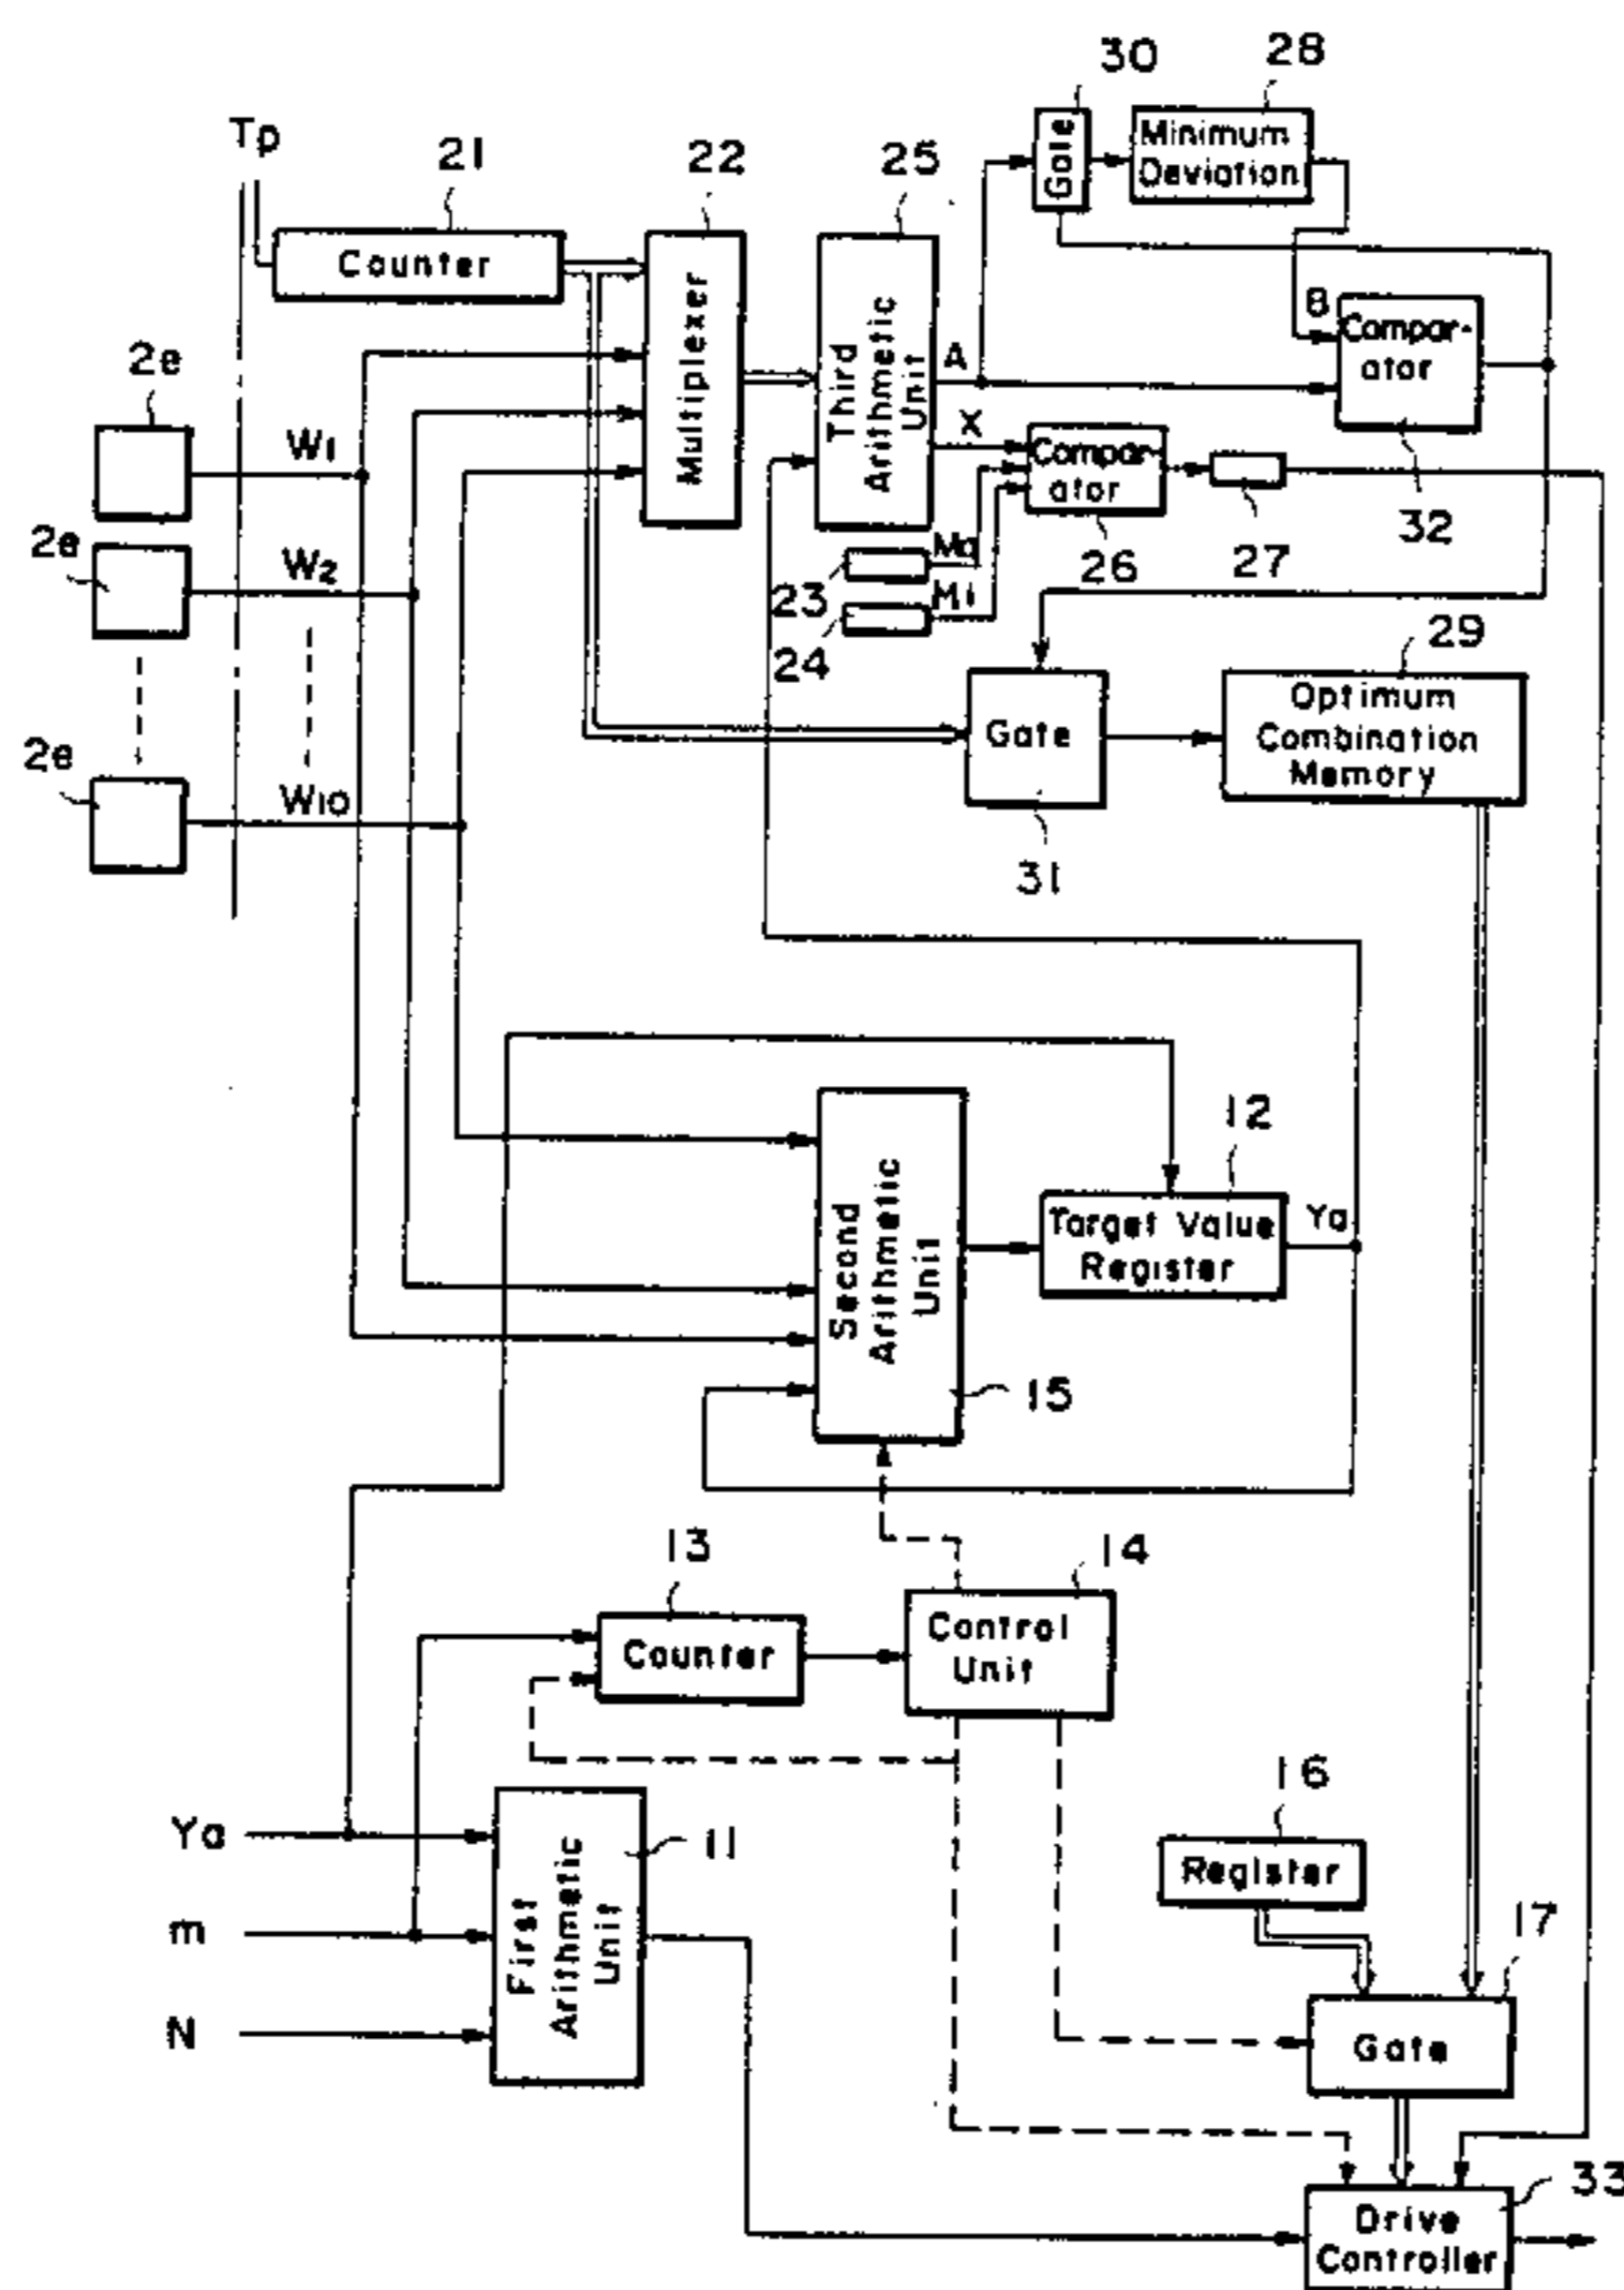 30
28
Tp
21
22
25
Gate
Minimum
Deviation
Counter
Multiplexer
Third
Arithmetic
Unit
A
B
Compar-
ator
2e
W1
X
Compar-
ator
32
2e
2e
W2
Ma
26
27
23
Mi
24
29
2e
W10
Gate
Optimum
Combination
Memory
31
12
Second
Arithmetic
Unit
Target Value
Register
Ya
15
13
14
Counter
Control
Unit
16
Ya
11
Register
m
First
Arithmetic
Unit
17
N
Gate
33
Drive
Controller